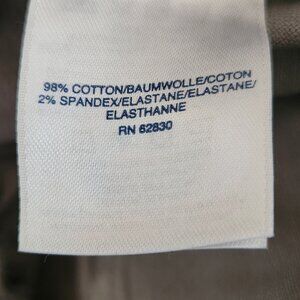 98% COTTON/BAUMWOLLE/COTON
2% SPANDEX/ELASTANE/ELASTANE/
ELASTHANNE
RN 62830